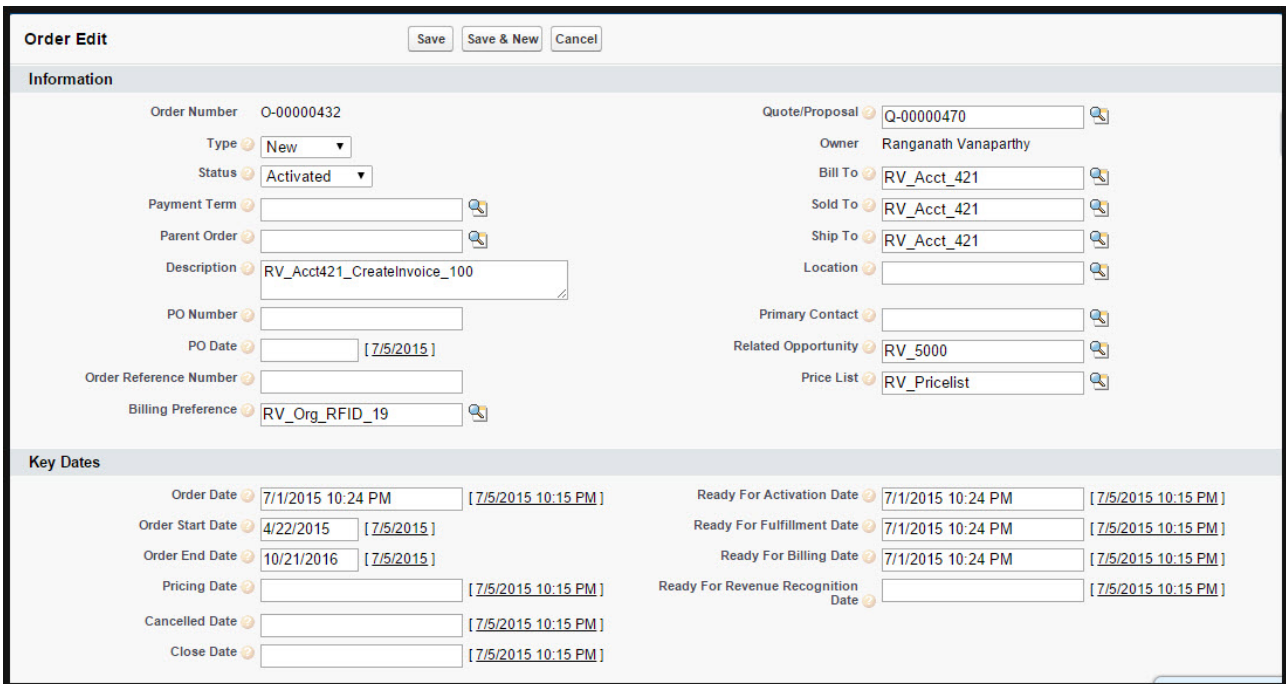 Order Edit
Save
Save & New
Cancel
Information
Order Number O-00000432
Type New
Status Activated
Payment Term
Parent Order
Description RV_Acct421_CreateInvoice_100
PO Number
PO Date [ 7/5/2015 ]
Order Reference Number
Billing Preference RV_Org_RFID_19
Quote/Proposal Q-00000470
Owner Ranganath Vanaparthy
Bill To RV_Acct_421
Sold To RV_Acct_421
Ship To RV_Acct_421
Location
Primary Contact
Related Opportunity RV_5000
Price List RV_Pricelist
Key Dates
Order Date 7/1/2015 10:24 PM [ 7/5/2015 10:15 PM ]
Order Start Date 4/22/2015 [ 7/5/2015 ]
Order End Date 10/21/2016 [ 7/5/2015 ]
Pricing Date [ 7/5/2015 10:15 PM ]
Cancelled Date [ 7/5/2015 10:15 PM ]
Close Date [ 7/5/2015 10:15 PM ]
Ready For Activation Date 7/1/2015 10:24 PM [ 7/5/2015 10:15 PM ]
Ready For Fulfillment Date 7/1/2015 10:24 PM [ 7/5/2015 10:15 PM ]
Ready For Billing Date 7/1/2015 10:24 PM [ 7/5/2015 10:15 PM ]
Ready For Revenue Recognition
Date [ 7/5/2015 10:15 PM ]